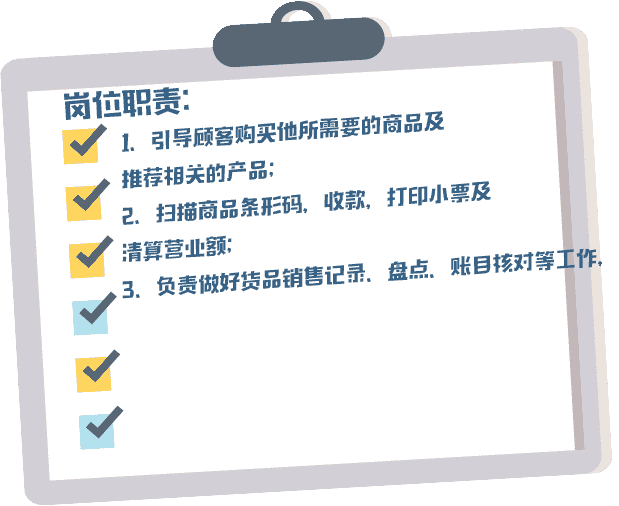 岗位职责：
1、引导顾客购买他所需要的商品及
推荐相关的产品；
2、扫描商品条形码，收款，打印小票及
清算营业额；
3、负责做好货品销售记录、盘点、账目核对等工作，